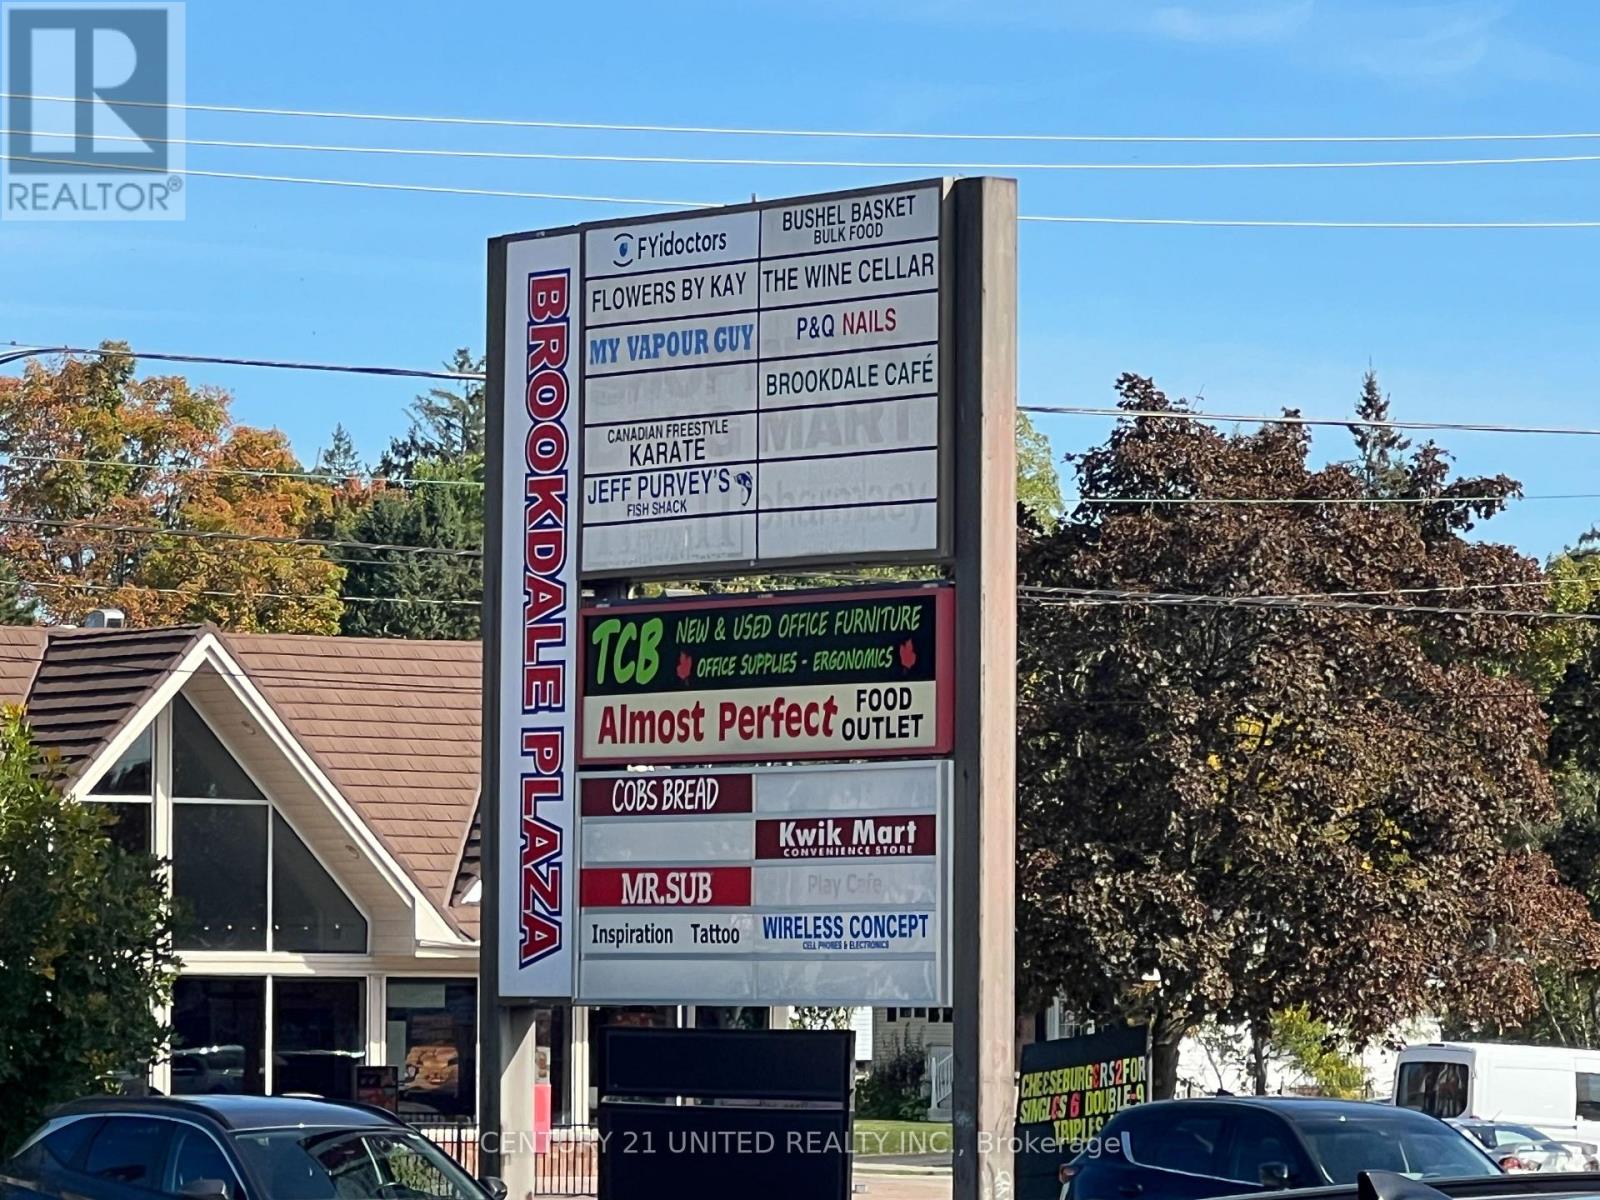 REALTOR®
BROOKDALE PLAZA
FYidoctors
BUSHEL BASKET
BULK FOOD
FLOWERS BY KAY
THE WINE CELLAR
MY VAPOUR GUY
P&Q NAILS
BROOKDALE CAFÉ
MART
CANADIAN FREESTYLE
KARATE
JEFF PURVEY'S
FISH SHACK
pharmacy
TCB
NEW & USED OFFICE FURNITURE
OFFICE SUPPLIES - ERGONOMICS
Almost Perfect
FOOD
OUTLET
COBS BREAD
Kwik Mart
CONVENIENCE STORE
MR.SUB
Play Cafe
Inspiration Tattoo
WIRELESS CONCEPT
CELL PHONES & ELECTRONICS
CHEESEBURGERS 2 FOR
SINGLES 6 DOUBLE 9
TRIPLES
CENTURY 21 UNITED REALTY INC., Brokerage